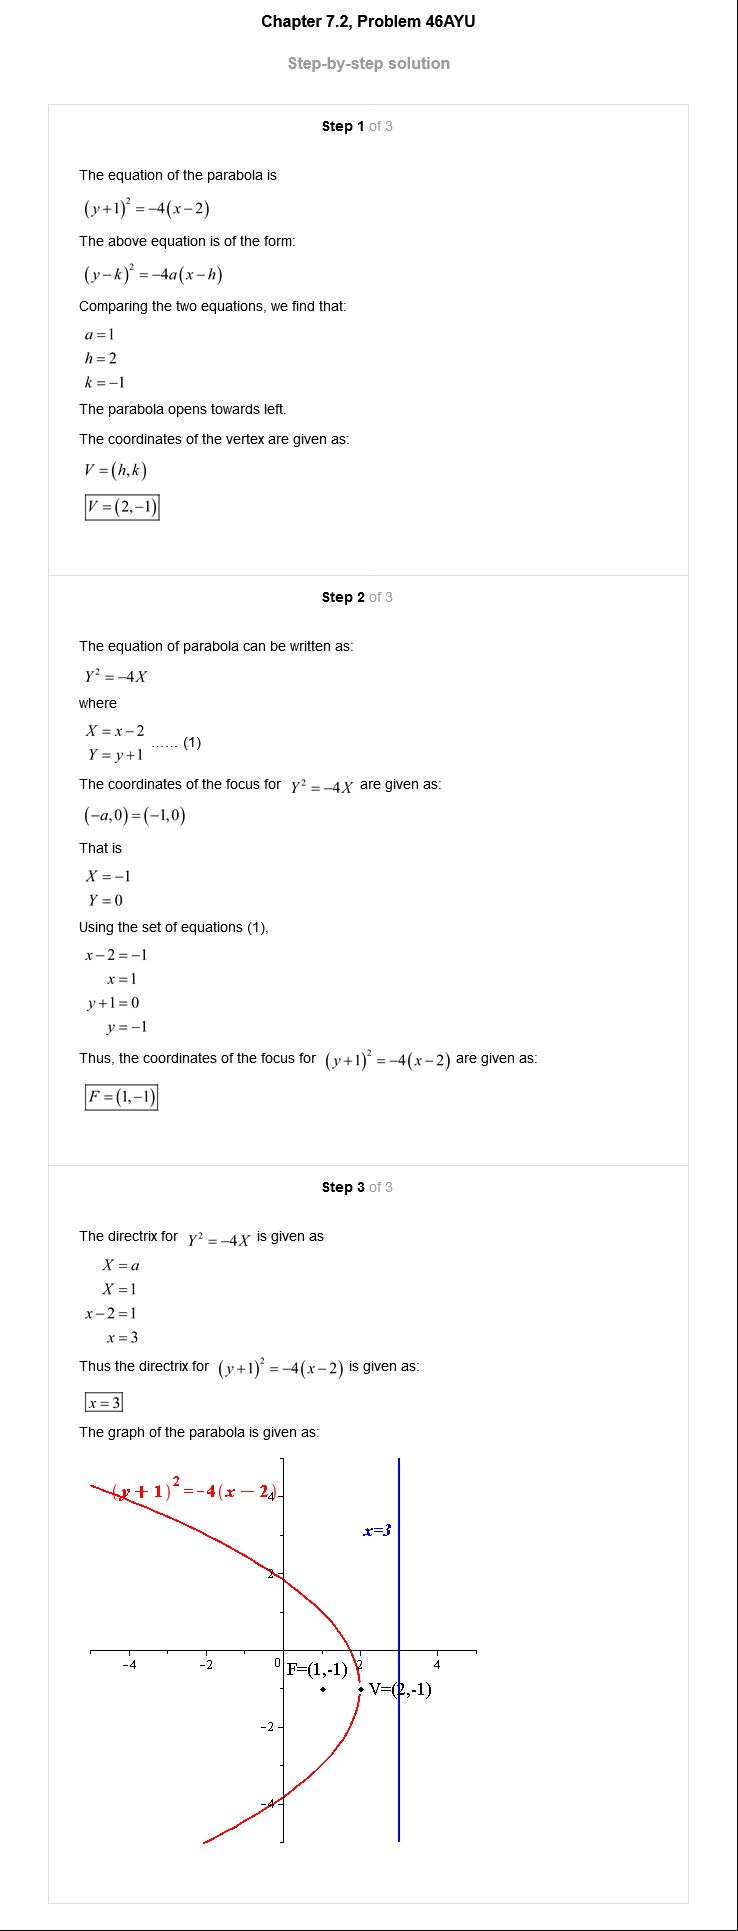 Chapter 7.2, Problem 46AYU
Step-by-step solution
Step 1 of 3
The equation of the parabola is
(y+1)² = −4(x−2)
The above equation is of the form:
(y−k)² = −4a(x−h)
Comparing the two equations, we find that:
a = 1
h = 2
k = −1
The parabola opens towards left.
The coordinates of the vertex are given as:
V = (h,k)
V = (2,−1)
Step 2 of 3
The equation of parabola can be written as:
Y² = −4X
where
X = x−2
Y = y+1 ...... (1)
The coordinates of the focus for Y² = −4X are given as:
(−a,0) = (−1,0)
That is
X = −1
Y = 0
Using the set of equations (1),
x−2 = −1
x = 1
y+1 = 0
y = −1
Thus, the coordinates of the focus for (y+1)² = −4(x−2) are given as:
F = (1,−1)
Step 3 of 3
The directrix for Y² = −4X is given as
X = a
X = 1
x−2 = 1
x = 3
Thus the directrix for (y+1)² = −4(x−2) is given as:
x = 3
The graph of the parabola is given as:
(y + 1)² = −4(x − 2)
4
x=3
2
−4 −2 0 2 4
F=(1,-1)
V=(2,-1)
−2
−4